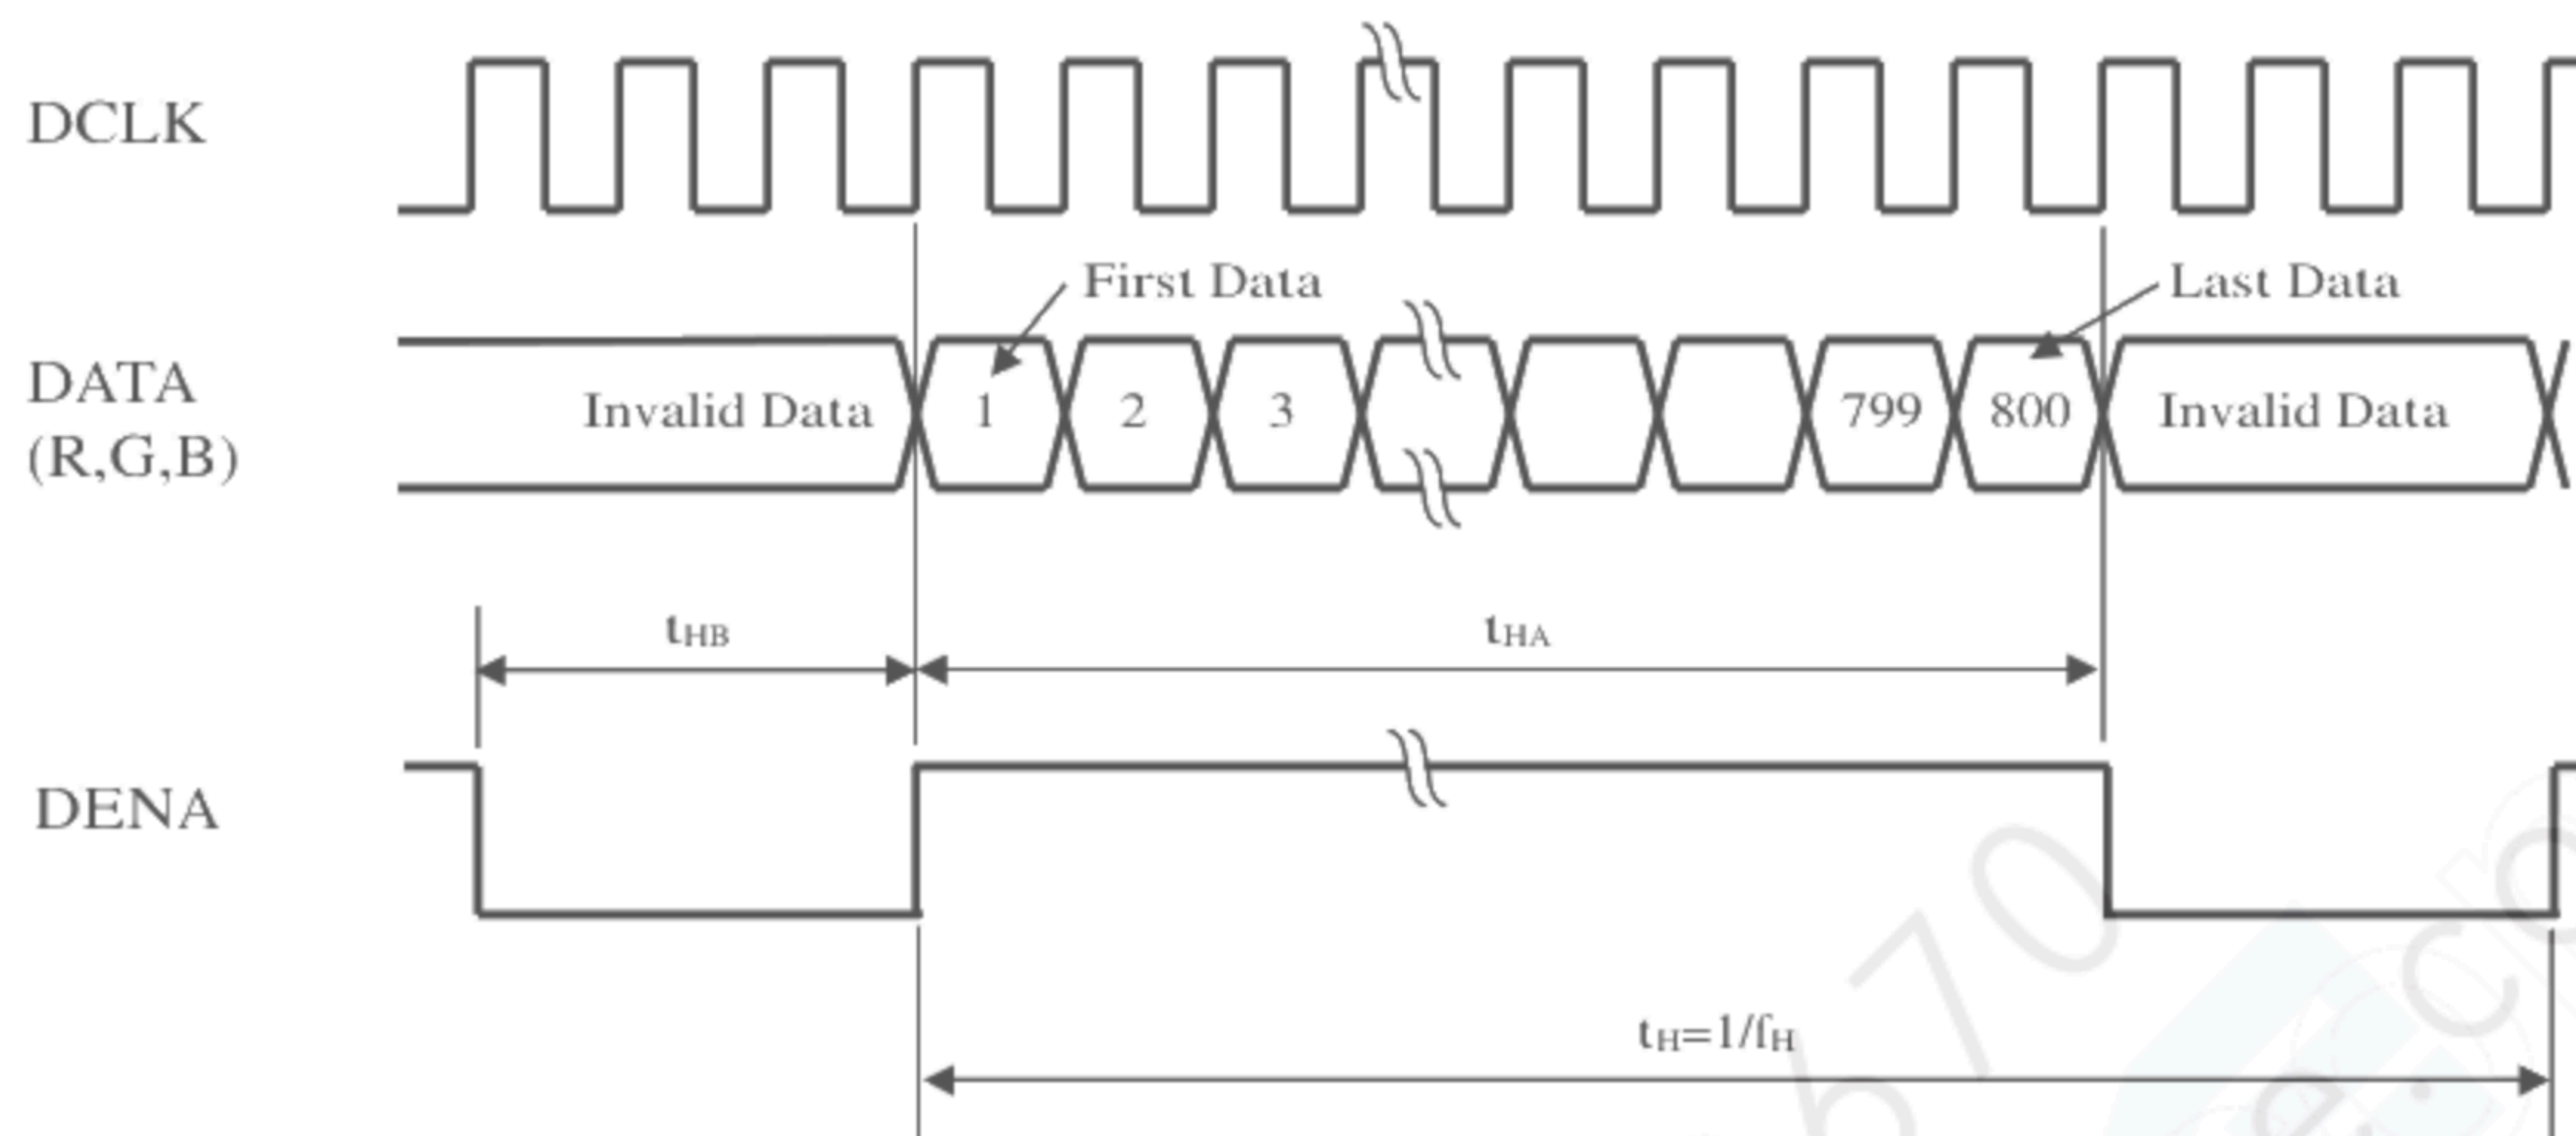 DCLK
First Data
Last Data
DATA
(R,G,B)
Invalid Data
1
2
3
799
800
Invalid Data
tHB
tHA
DENA
tH=1/fH